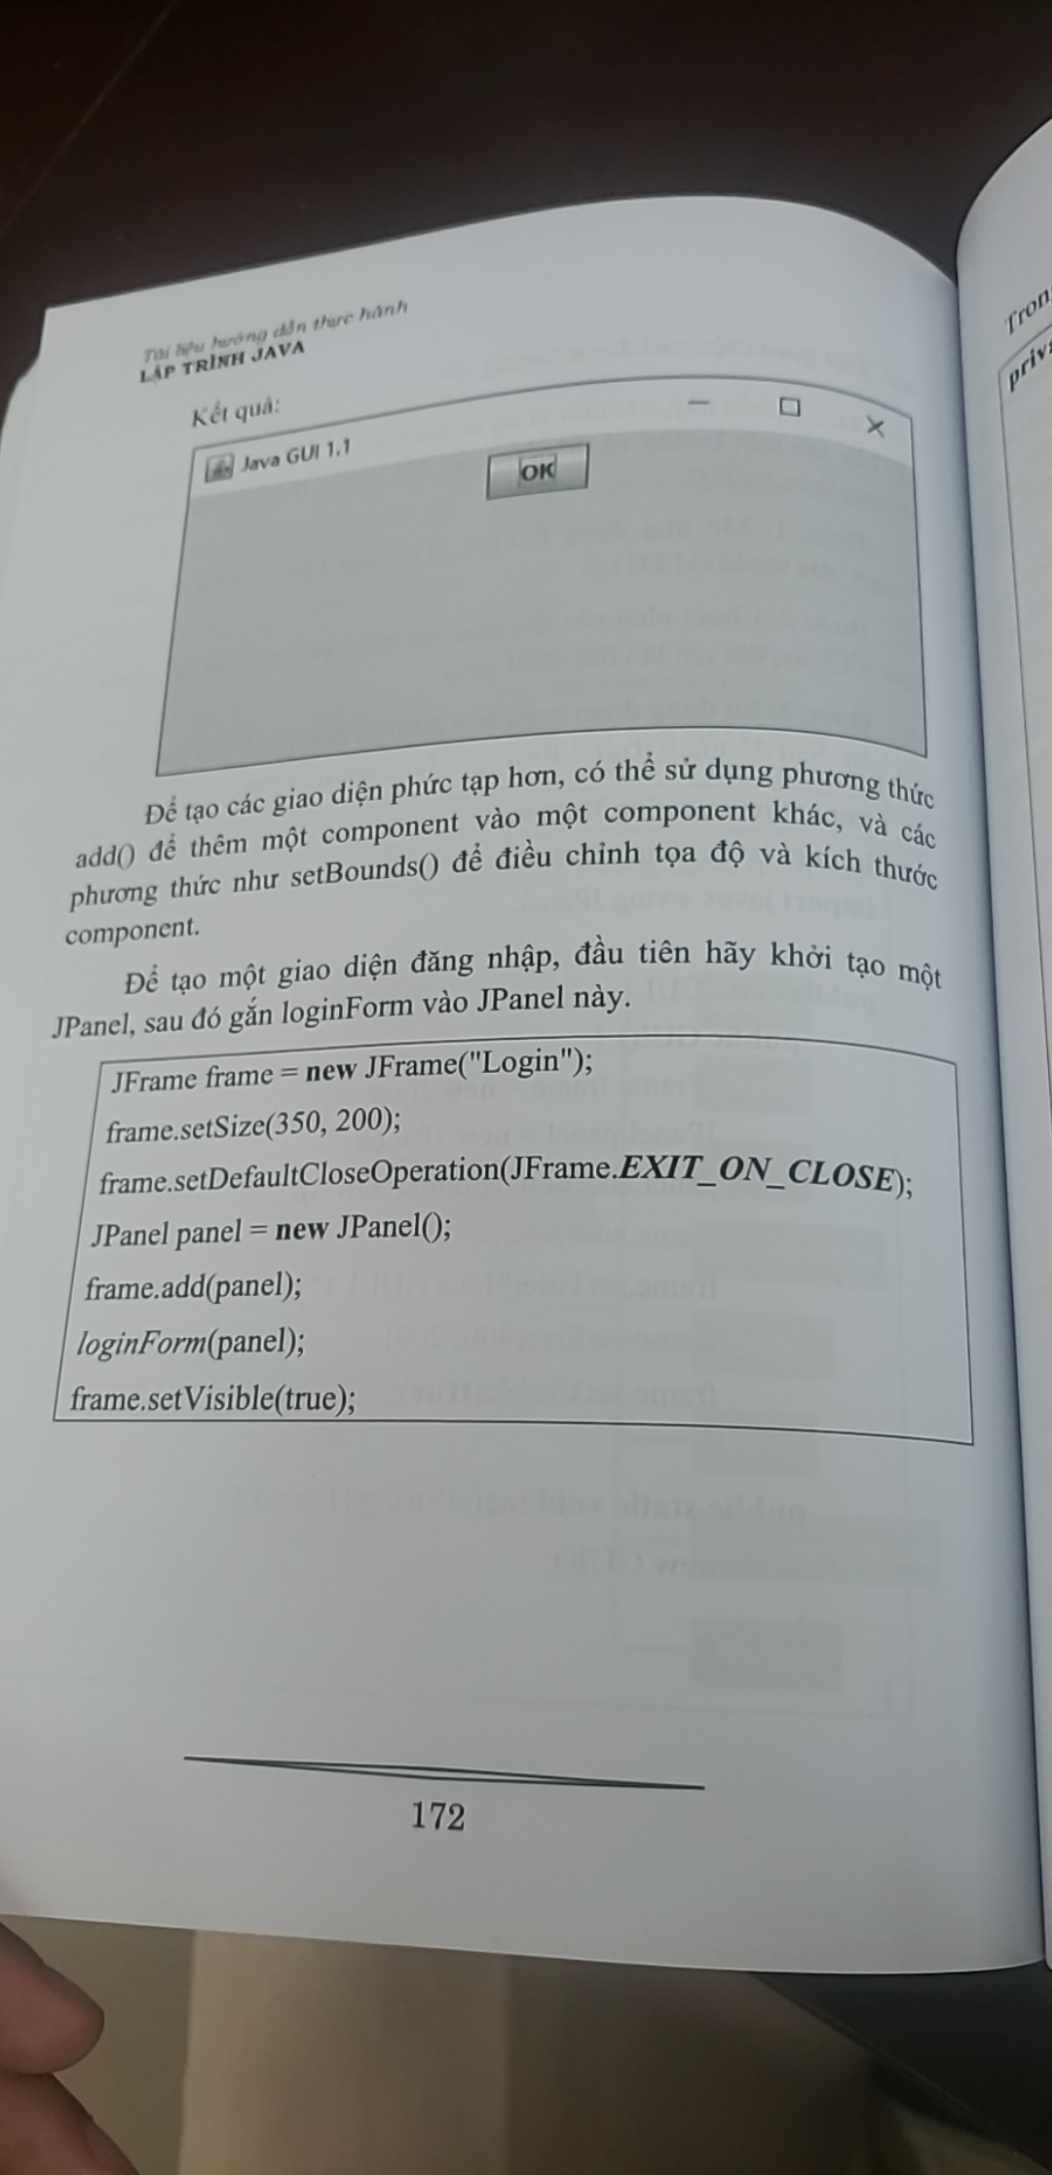 Tài liệu hướng dẫn thực hành
LẬP TRÌNH JAVA
Kết quả:
Java GUI 1.1
OK
Để tạo các giao diện phức tạp hơn, có thể sử dụng phương thức
add() để thêm một component vào một component khác, và các
phương thức như setBounds() để điều chỉnh tọa độ và kích thước
component.
Để tạo một giao diện đăng nhập, đầu tiên hãy khởi tạo một
JPanel, sau đó gắn loginForm vào JPanel này.
JFrame frame = new JFrame("Login");
frame.setSize(350, 200);
frame.setDefaultCloseOperation(JFrame.EXIT_ON_CLOSE);
JPanel panel = new JPanel();
frame.add(panel);
loginForm(panel);
frame.setVisible(true);
172